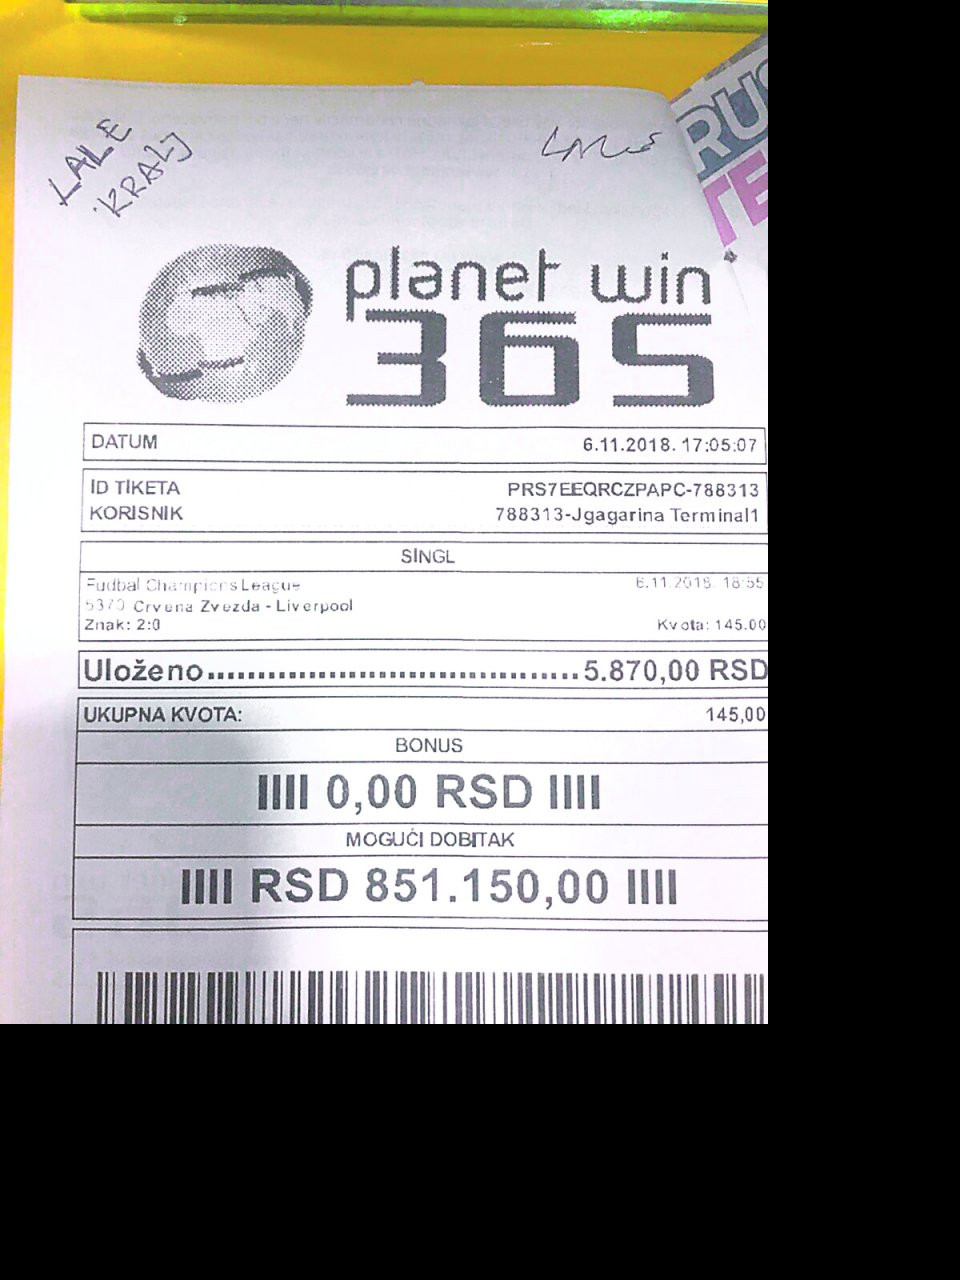 LALE
KRALJ
RUS
TE
planet win
365
DATUM 6.11.2018. 17:05:07
ID TIKETA PRS7EEQRCZPAPC-788313
KORISNIK 788313-Jgagarina Terminal1
SINGL
Fudbal Champions League 6.11.2018. 18:55
5370 Crvena Zvezda - Liverpool
Znak: 2:0 Kvota: 145.00
Uloženo.....................................5.870,00 RSD
UKUPNA KVOTA: 145,00
BONUS
IIII 0,00 RSD IIII
MOGUĆI DOBITAK
IIII RSD 851.150,00 IIII